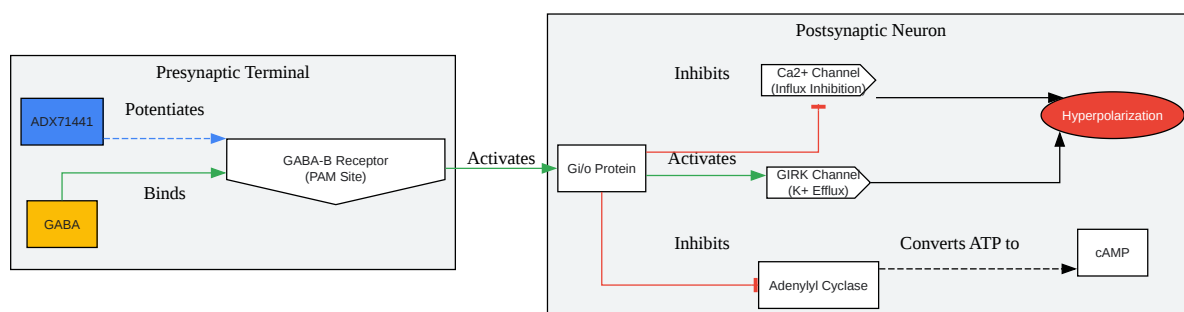 Postsynaptic Neuron
Presynaptic Terminal
Inhibits
Ca2+ Channel
(Influx Inhibition)
ADX71441
Potentiates
Hyperpolarization
GABA-B Receptor
(PAM Site)
Activates
Gi/o Protein
Activates
GIRK Channel
(K+ Efflux)
Binds
GABA
Inhibits
Converts ATP to
cAMP
Adenylyl Cyclase